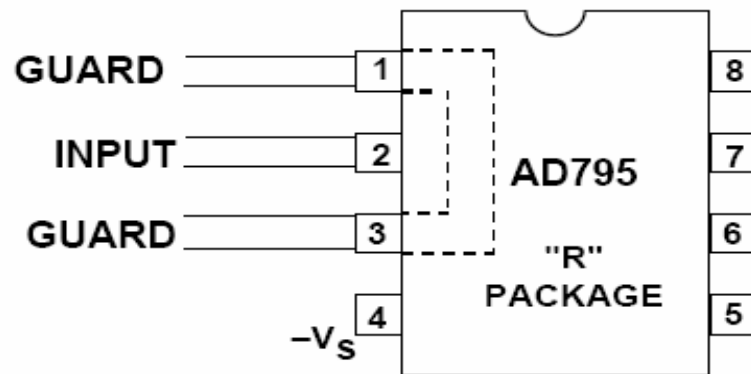 GUARD
1
8
INPUT
2
7
AD795
GUARD
3
6
"R"
PACKAGE
4
5
–VS